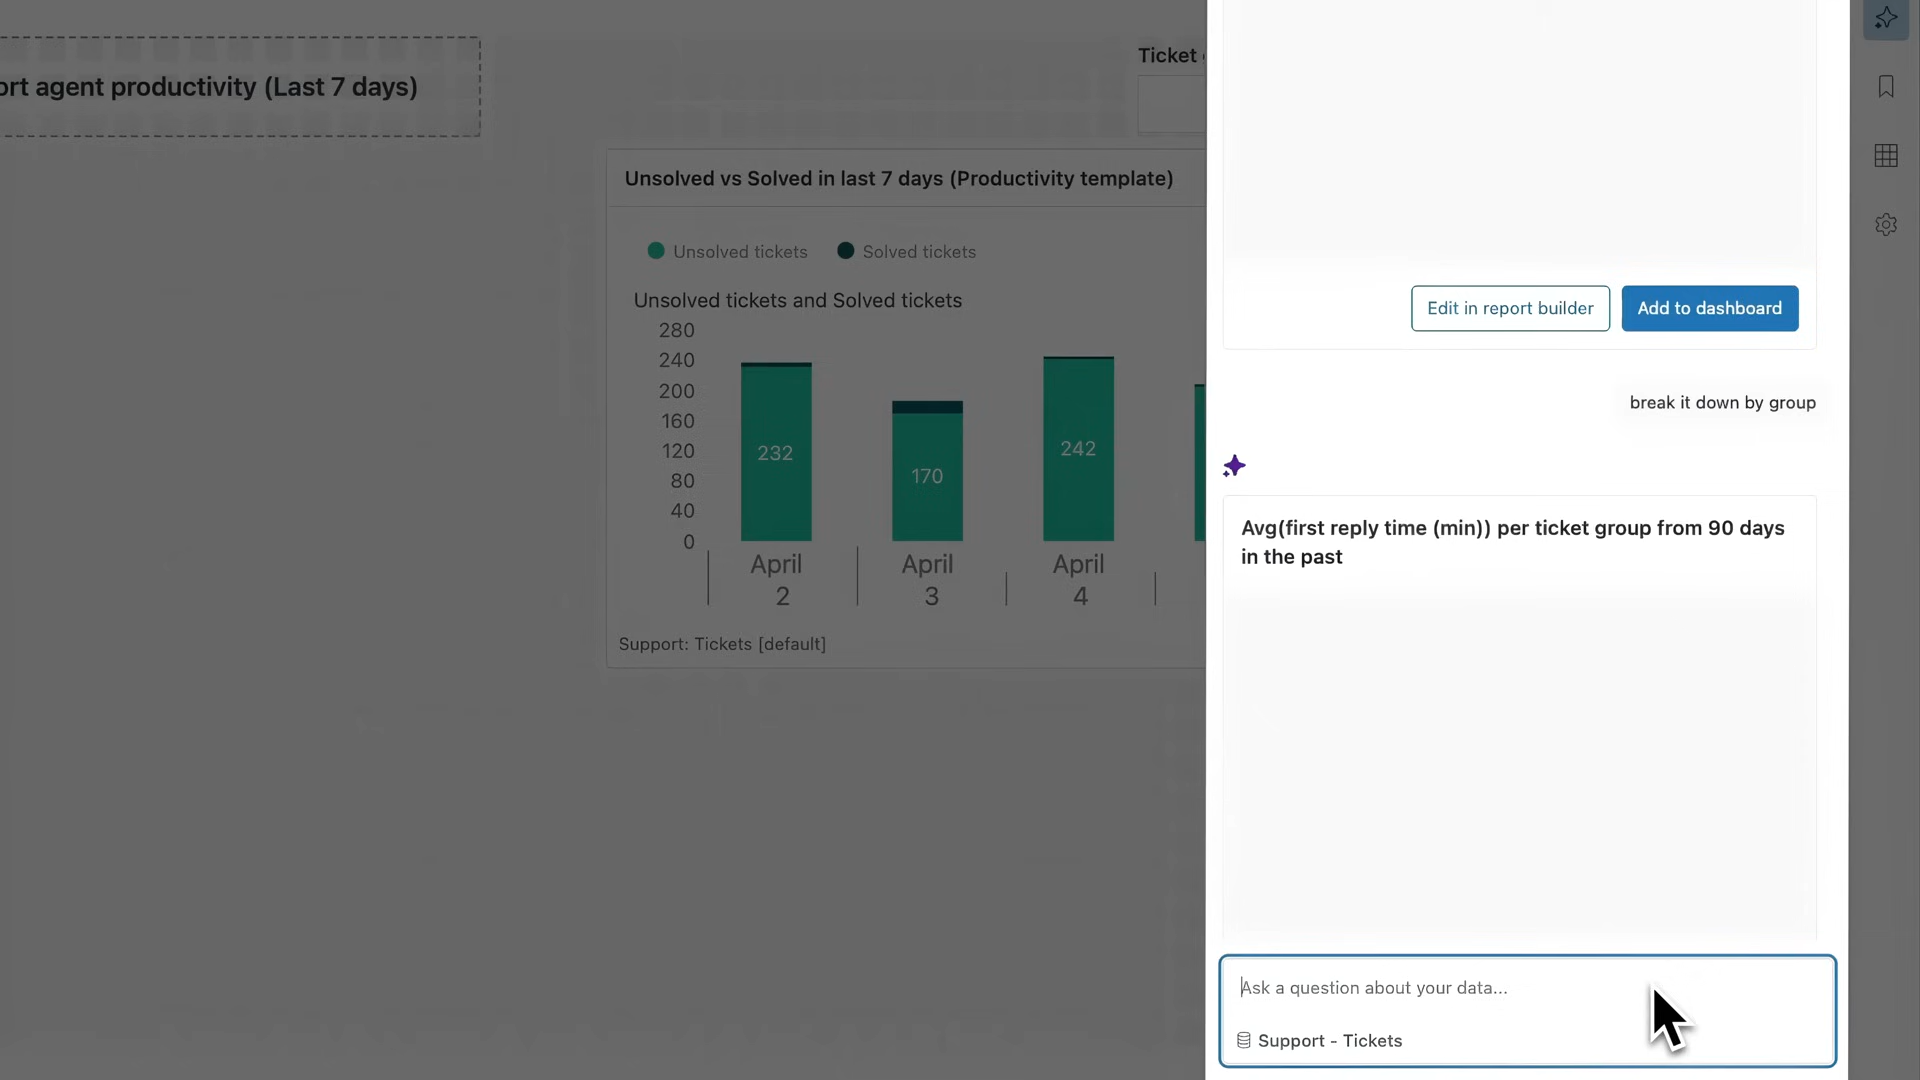 ort agent productivity (Last 7 days)
Ticket
Unsolved vs Solved in last 7 days (Productivity template)
Unsolved tickets
Solved tickets
Unsolved tickets and Solved tickets
280
240
200
160
120
80
40
0
232
170
242
April
2
April
3
April
4
Support: Tickets [default]
Edit in report builder
Add to dashboard
break it down by group
Avg(first reply time (min)) per ticket group from 90 days
in the past
Ask a question about your data...
Support - Tickets